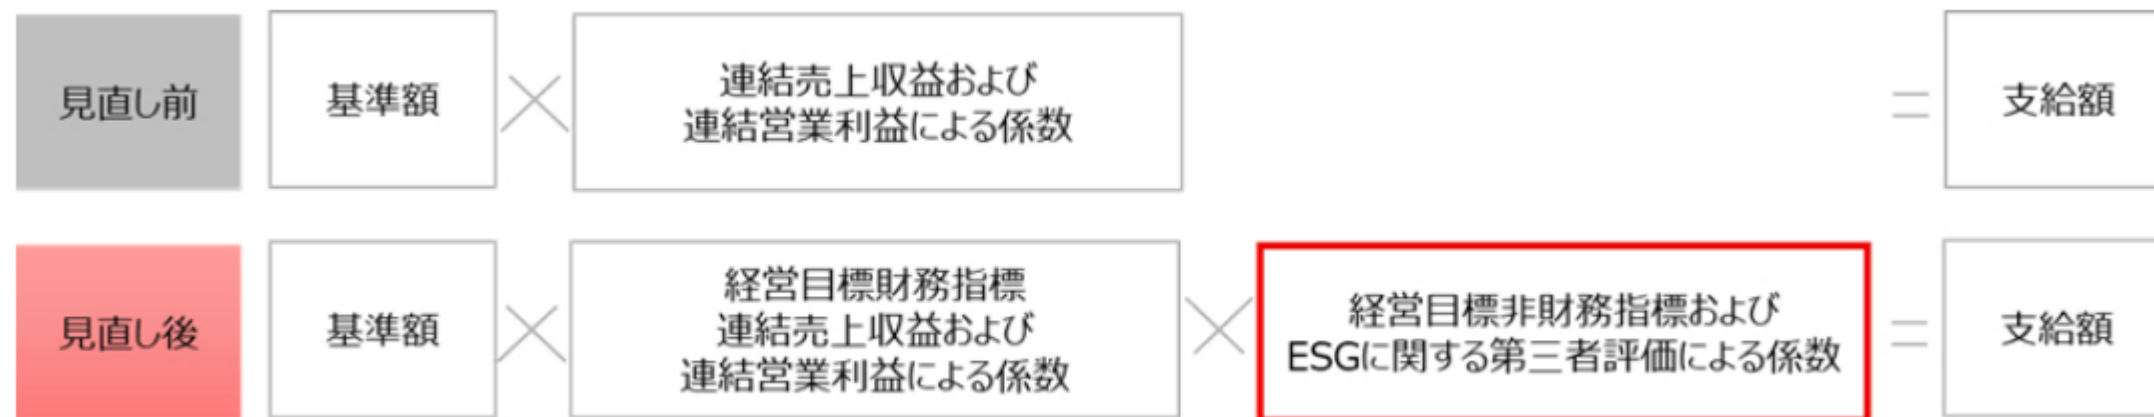 見直し前
基準額
×
連結売上収益および
連結営業利益による係数
=
支給額
見直し後
基準額
×
経営目標財務指標
連結売上収益および
連結営業利益による係数
×
経営目標非財務指標および
ESGに関する第三者評価による係数
=
支給額